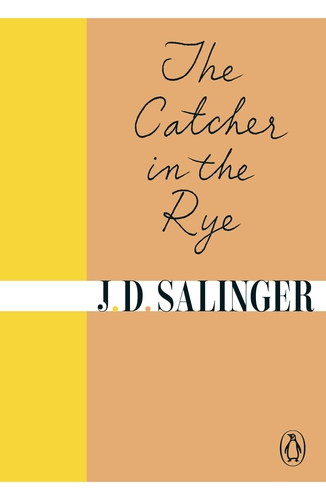 The
Catcher
in the
Rye
J.D. SALINGER